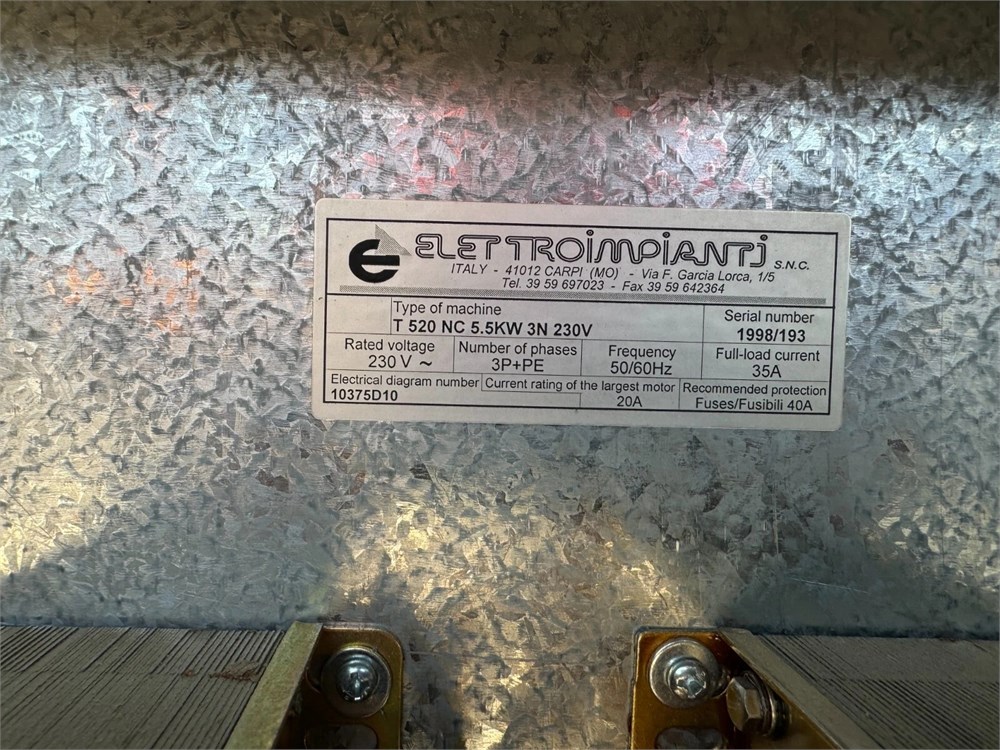 e ELETTROIMPIANTI S.N.C.
ITALY - 41012 CARPI (MO) - Via F. Garcia Lorca, 1/5
Tel. 39 59 697023 - Fax 39 59 642364
Type of machine
T 520 NC 5.5KW 3N 230V
Serial number
1998/193
Rated voltage
230 V ~
Number of phases
3P+PE
Frequency
50/60Hz
Full-load current
35A
Electrical diagram number
10375D10
Current rating of the largest motor
20A
Recommended protection
Fuses/Fusibili 40A